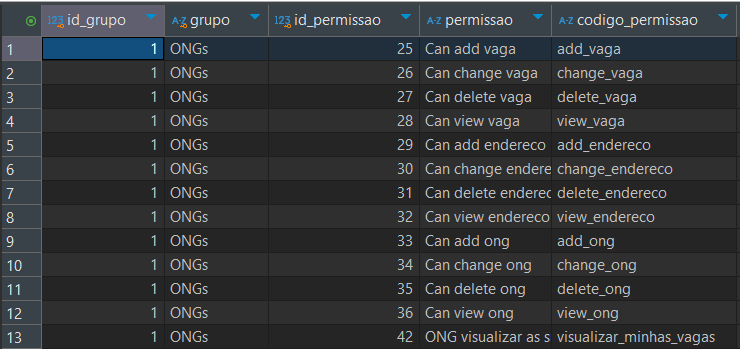 123 id_grupo A-Z grupo 123 id_permissao A-Z permissao A-Z codigo_permissao
1 1 ONGs 25 Can add vaga add_vaga
2 1 ONGs 26 Can change vaga change_vaga
3 1 ONGs 27 Can delete vaga delete_vaga
4 1 ONGs 28 Can view vaga view_vaga
5 1 ONGs 29 Can add endereco add_endereco
6 1 ONGs 30 Can change endere change_endereco
7 1 ONGs 31 Can delete enderec delete_endereco
8 1 ONGs 32 Can view endereco view_endereco
9 1 ONGs 33 Can add ong add_ong
10 1 ONGs 34 Can change ong change_ong
11 1 ONGs 35 Can delete ong delete_ong
12 1 ONGs 36 Can view ong view_ong
13 1 ONGs 42 ONG visualizar as s visualizar_minhas_vagas